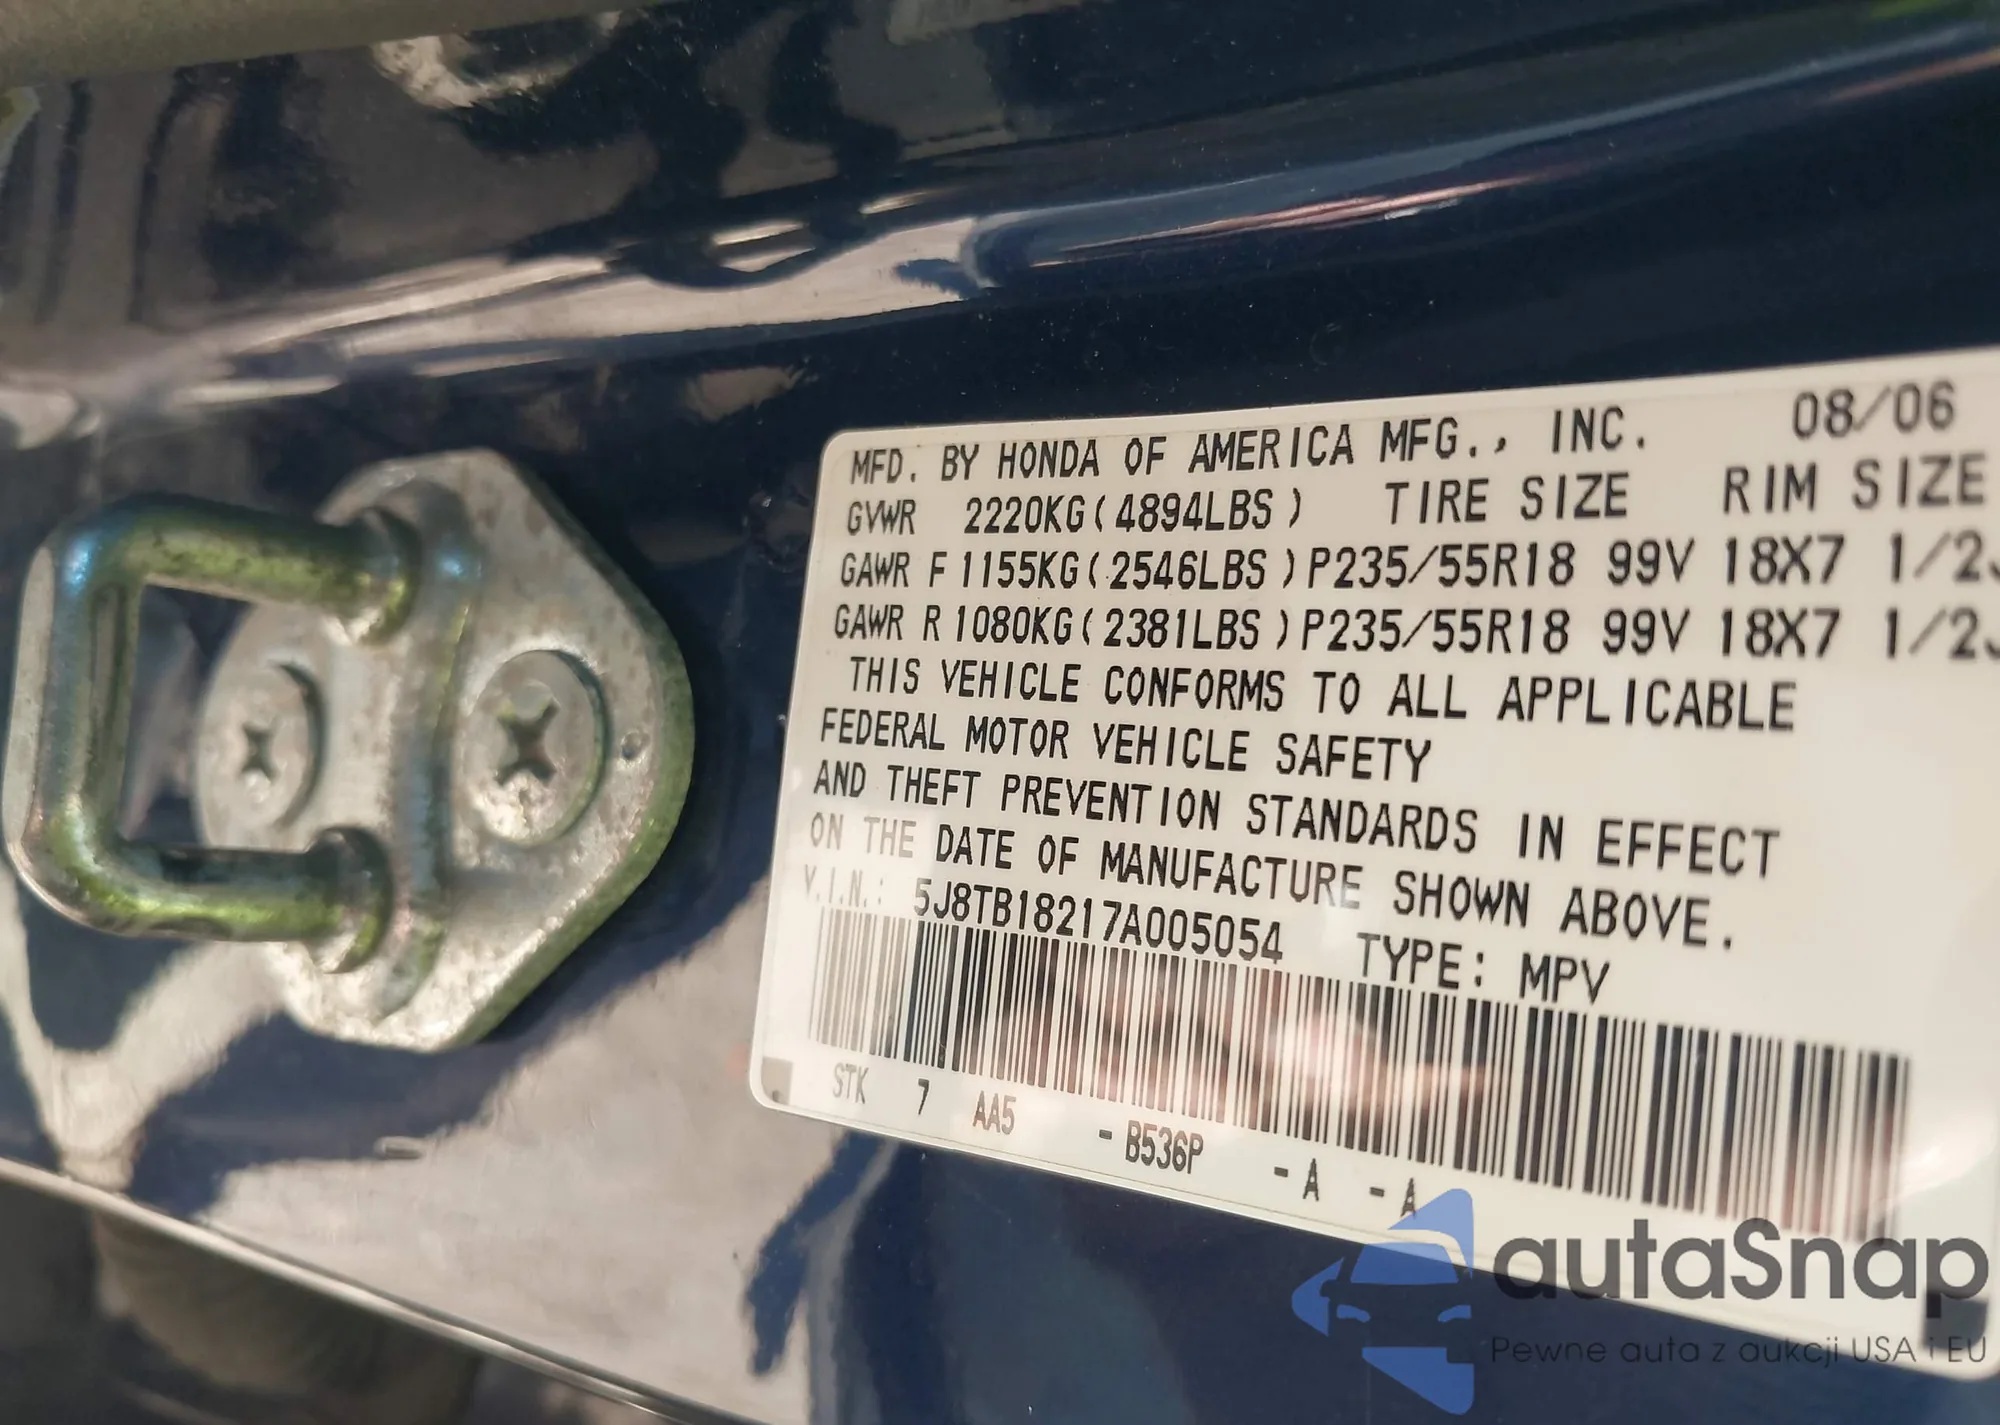 MFD. BY HONDA OF AMERICA MFG., INC. 08/06
GVWR 2220KG(4894LBS) TIRE SIZE RIM SIZE
GAWR F 1155KG(2546LBS)P235/55R18 99V 18X7 1/2J
GAWR R 1080KG(2381LBS)P235/55R18 99V 18X7 1/2J
THIS VEHICLE CONFORMS TO ALL APPLICABLE
FEDERAL MOTOR VEHICLE SAFETY
AND THEFT PREVENTION STANDARDS IN EFFECT
ON THE DATE OF MANUFACTURE SHOWN ABOVE.
V.I.N.: 5J8TB18217A005054 TYPE: MPV
STK 7 AA5 -B536P -A -A
autaSnap
Pewne auta z aukcji USA i EU